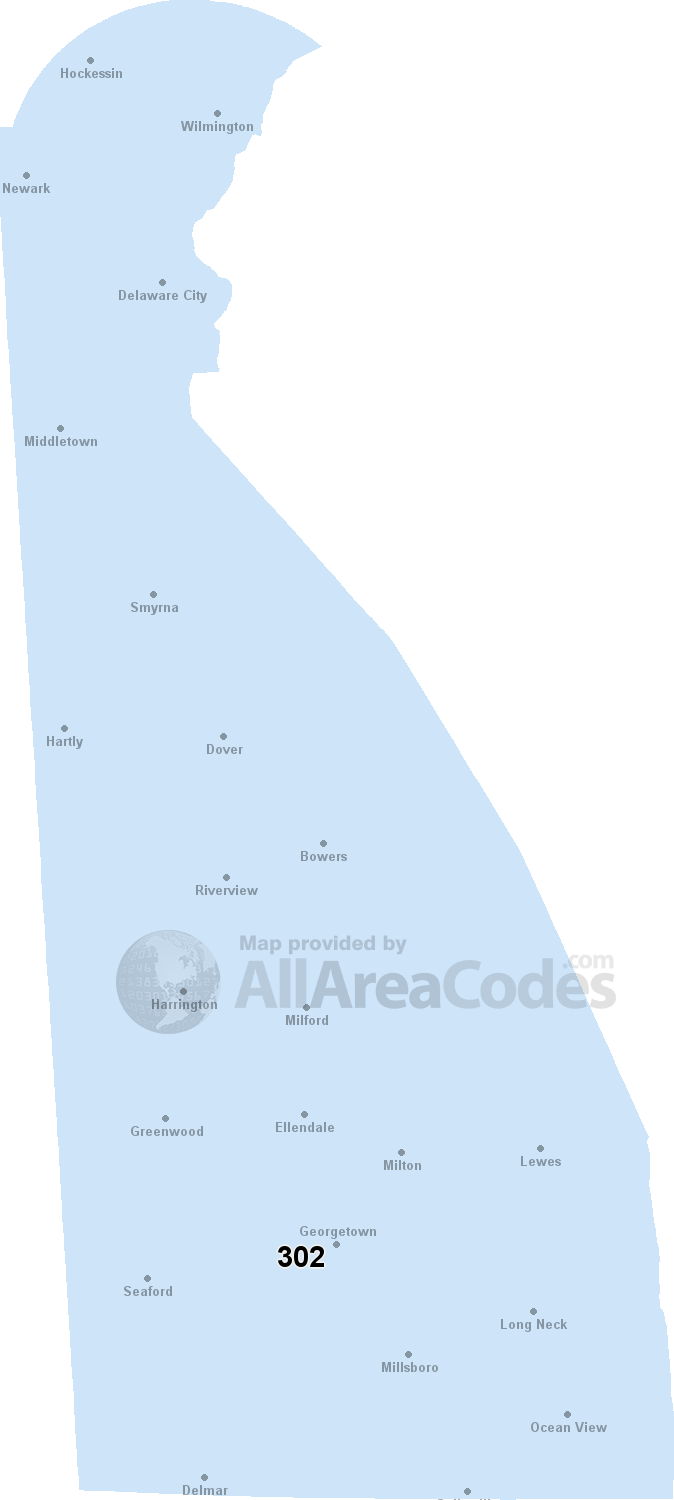 Hockessin
Wilmington
Newark
Delaware City
Middletown
Smyrna
Hartly
Dover
Bowers
Riverview
Map provided by
AllAreaCodes.com
Harrington
Milford
Greenwood
Ellendale
Milton
Lewes
Georgetown
302
Seaford
Long Neck
Millsboro
Ocean View
Delmar